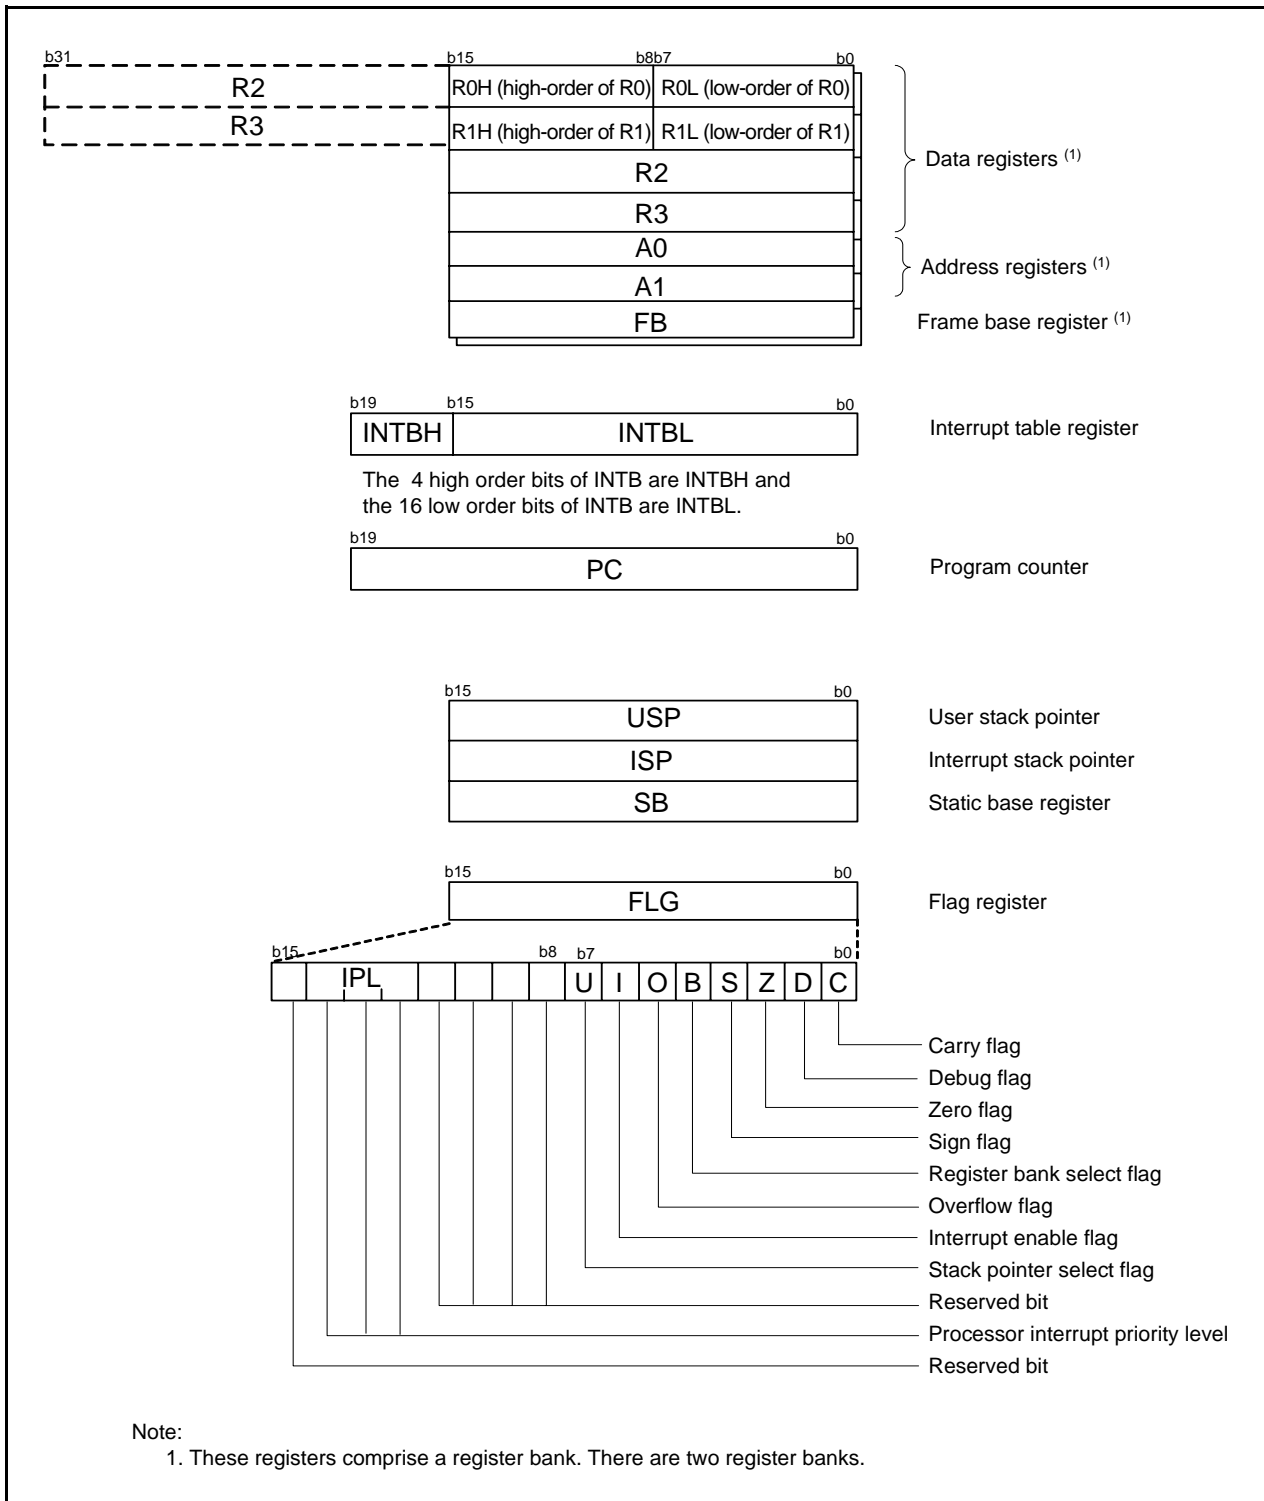 b31 b15 b8b7 b0
R2 R0H (high-order of R0) R0L (low-order of R0)
R3 R1H (high-order of R1) R1L (low-order of R1)
Data registers (1)
R2
R3
A0
Address registers (1)
A1
FB Frame base register (1)
b19 b15 b0
INTBH INTBL Interrupt table register
The 4 high order bits of INTB are INTBH and
the 16 low order bits of INTB are INTBL.
b19 b0
PC Program counter
b15 b0
USP User stack pointer
ISP Interrupt stack pointer
SB Static base register
b15 b0
FLG Flag register
b15 b8 b7 b0
IPL U I O B S Z D C
Carry flag
Debug flag
Zero flag
Sign flag
Register bank select flag
Overflow flag
Interrupt enable flag
Stack pointer select flag
Reserved bit
Processor interrupt priority level
Reserved bit
Note:
1. These registers comprise a register bank. There are two register banks.